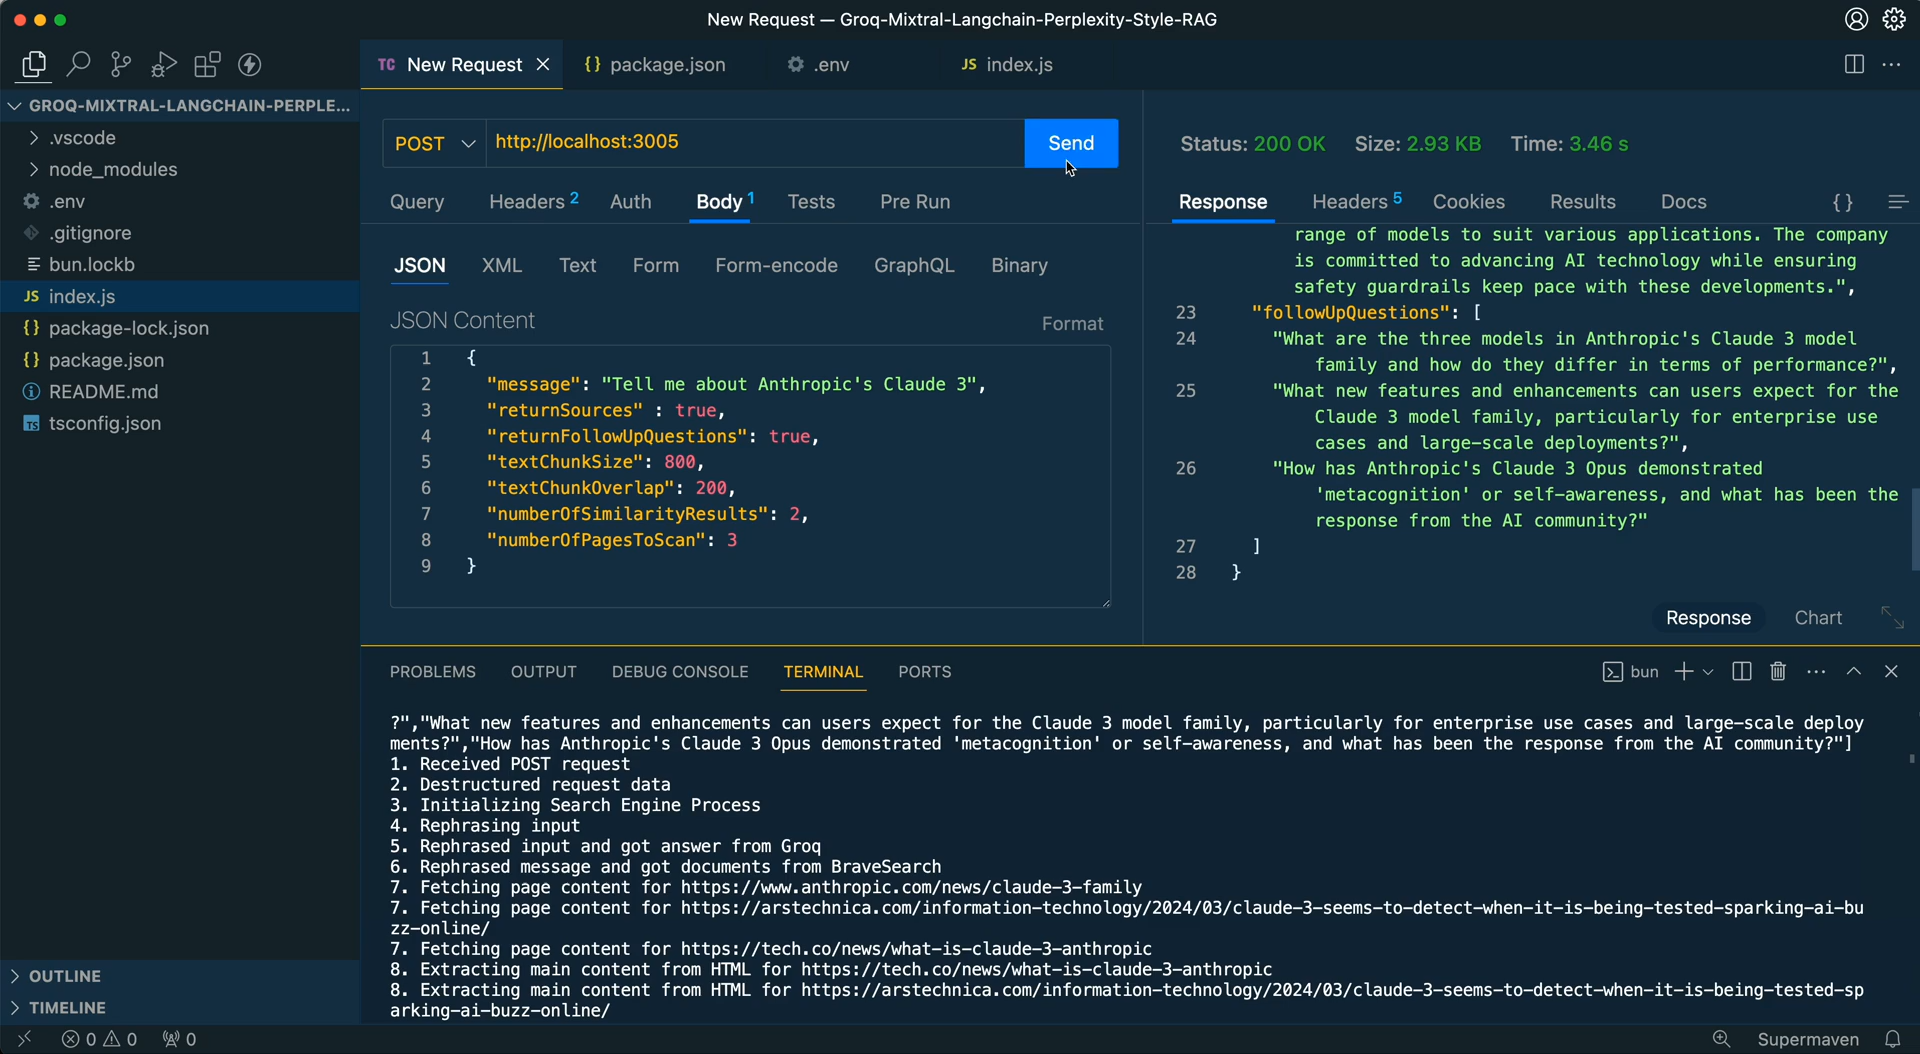 New Request — Groq-Mixtral-Langchain-Perplexity-Style-RAG
TC New Request
{} package.json
.env
JS index.js
GROQ-MIXTRAL-LANGCHAIN-PERPLE...
.vscode
node_modules
.env
.gitignore
bun.lockb
JS index.js
{} package-lock.json
{} package.json
README.md
TS tsconfig.json
OUTLINE
TIMELINE
POST
http://localhost:3005
Send
Query Headers 2 Auth Body 1 Tests Pre Run
JSON XML Text Form Form-encode GraphQL Binary
JSON Content
Format
1 {
2 "message": "Tell me about Anthropic's Claude 3",
3 "returnSources" : true,
4 "returnFollowUpQuestions": true,
5 "textChunkSize": 800,
6 "textChunkOverlap": 200,
7 "numberOfSimilarityResults": 2,
8 "numberOfPagesToScan": 3
9 }
Status: 200 OK Size: 2.93 KB Time: 3.46 s
Response Headers 5 Cookies Results Docs {}
range of models to suit various applications. The company
is committed to advancing AI technology while ensuring
safety guardrails keep pace with these developments.",
23 "followUpQuestions": [
24 "What are the three models in Anthropic's Claude 3 model
family and how do they differ in terms of performance?",
25 "What new features and enhancements can users expect for the
Claude 3 model family, particularly for enterprise use
cases and large-scale deployments?",
26 "How has Anthropic's Claude 3 Opus demonstrated
'metacognition' or self-awareness, and what has been the
response from the AI community?"
27 ]
28 }
Response Chart
PROBLEMS OUTPUT DEBUG CONSOLE TERMINAL PORTS
bun
?","What new features and enhancements can users expect for the Claude 3 model family, particularly for enterprise use cases and large-scale deploy
ments?","How has Anthropic's Claude 3 Opus demonstrated 'metacognition' or self-awareness, and what has been the response from the AI community?"]
1. Received POST request
2. Destructured request data
3. Initializing Search Engine Process
4. Rephrasing input
5. Rephrased input and got answer from Groq
6. Rephrased message and got documents from BraveSearch
7. Fetching page content for https://www.anthropic.com/news/claude-3-family
7. Fetching page content for https://arstechnica.com/information-technology/2024/03/claude-3-seems-to-detect-when-it-is-being-tested-sparking-ai-bu
zz-online/
7. Fetching page content for https://tech.co/news/what-is-claude-3-anthropic
8. Extracting main content from HTML for https://tech.co/news/what-is-claude-3-anthropic
8. Extracting main content from HTML for https://arstechnica.com/information-technology/2024/03/claude-3-seems-to-detect-when-it-is-being-tested-sp
arking-ai-buzz-online/
0 0 0
Supermaven